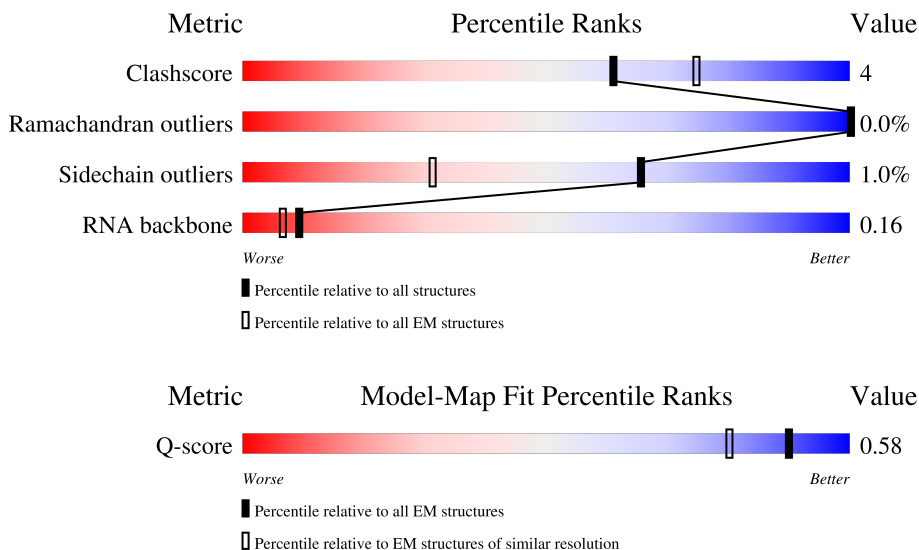 Metric Percentile Ranks Value
Clashscore 4
Ramachandran outliers 0.0%
Sidechain outliers 1.0%
RNA backbone 0.16
Worse Better
Percentile relative to all structures
Percentile relative to all EM structures
Metric Model-Map Fit Percentile Ranks Value
Q-score 0.58
Worse Better
Percentile relative to all EM structures
Percentile relative to EM structures of similar resolution